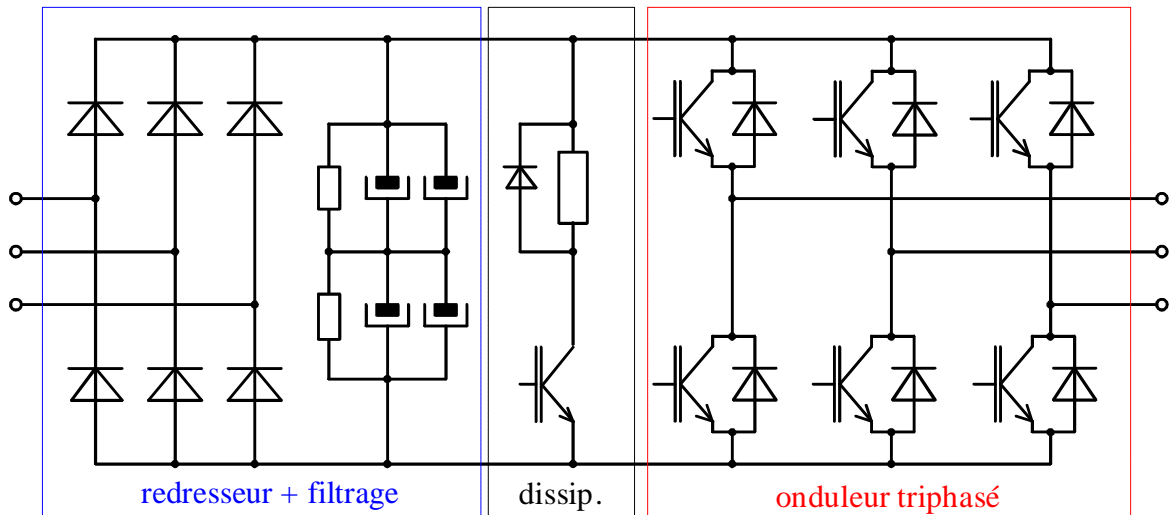 redresseur + filtrage
dissip.
onduleur triphasé